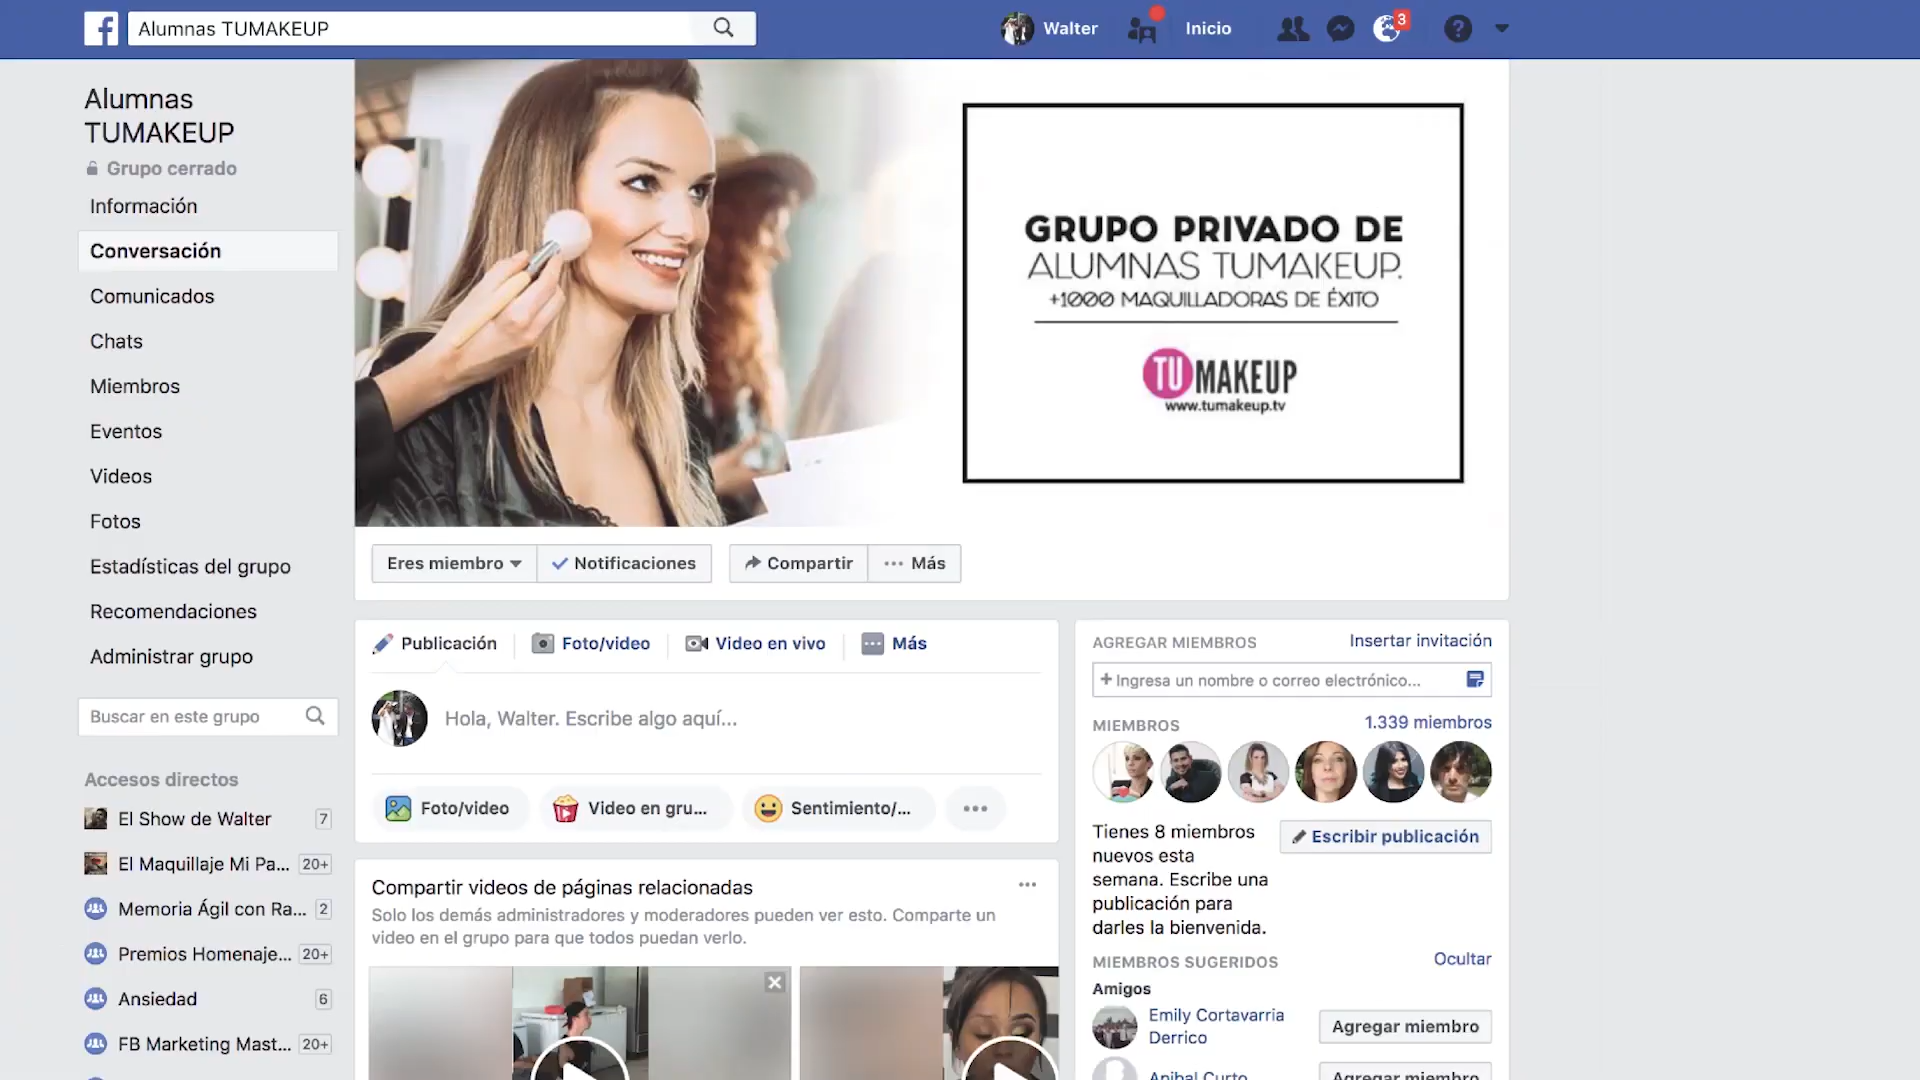 Alumnas TUMAKEUP
Walter
Inicio
3
Alumnas
TUMAKEUP
Grupo cerrado
Información
Conversación
Comunicados
Chats
Miembros
Eventos
Videos
Fotos
Estadísticas del grupo
Recomendaciones
Administrar grupo
Buscar en este grupo
Accesos directos
El Show de Walter 7
El Maquillaje Mi Pa... 20+
Memoria Ágil con Ra... 2
Premios Homenaje... 20+
Ansiedad 6
FB Marketing Mast... 20+
GRUPO PRIVADO DE
ALUMNAS TUMAKEUP.
+1000 MAQUILLADORAS DE ÉXITO
TU MAKEUP
www.tumakeup.tv
Eres miembro
Notificaciones
Compartir
Más
Publicación
Foto/video
Video en vivo
Más
Hola, Walter. Escribe algo aquí...
Foto/video
Video en gru...
Sentimiento/...
Compartir videos de páginas relacionadas
Solo los demás administradores y moderadores pueden ver esto. Comparte un
video en el grupo para que todos puedan verlo.
AGREGAR MIEMBROS
Insertar invitación
+ Ingresa un nombre o correo electrónico...
MIEMBROS
1.339 miembros
Tienes 8 miembros
nuevos esta
semana. Escribe una
publicación para
darles la bienvenida.
Escribir publicación
MIEMBROS SUGERIDOS
Ocultar
Amigos
Emily Cortavarria
Derrico
Agregar miembro
Anibal Curto
Agregar miembro